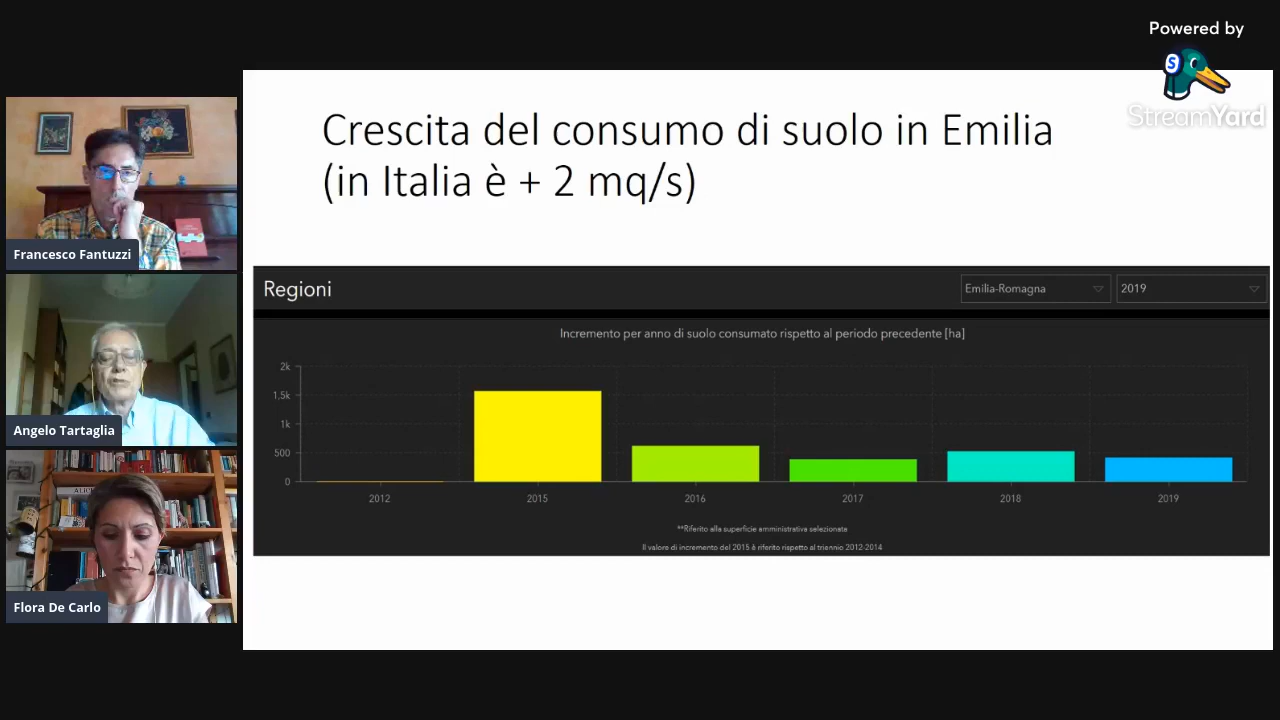 Powered by
StreamYard
Crescita del consumo di suolo in Emilia
(in Italia è + 2 mq/s)
Francesco Fantuzzi
Angelo Tartaglia
Flora De Carlo
Regioni
Emilia-Romagna
2019
Incremento per anno di suolo consumato rispetto al periodo precedente [ha]
2k
1,5k
1k
500
0
2012 2015 2016 2017 2018 2019
**Riferito alla superficie amministrativa selezionata
Il valore di incremento del 2015 è riferito rispetto al triennio 2012-2014